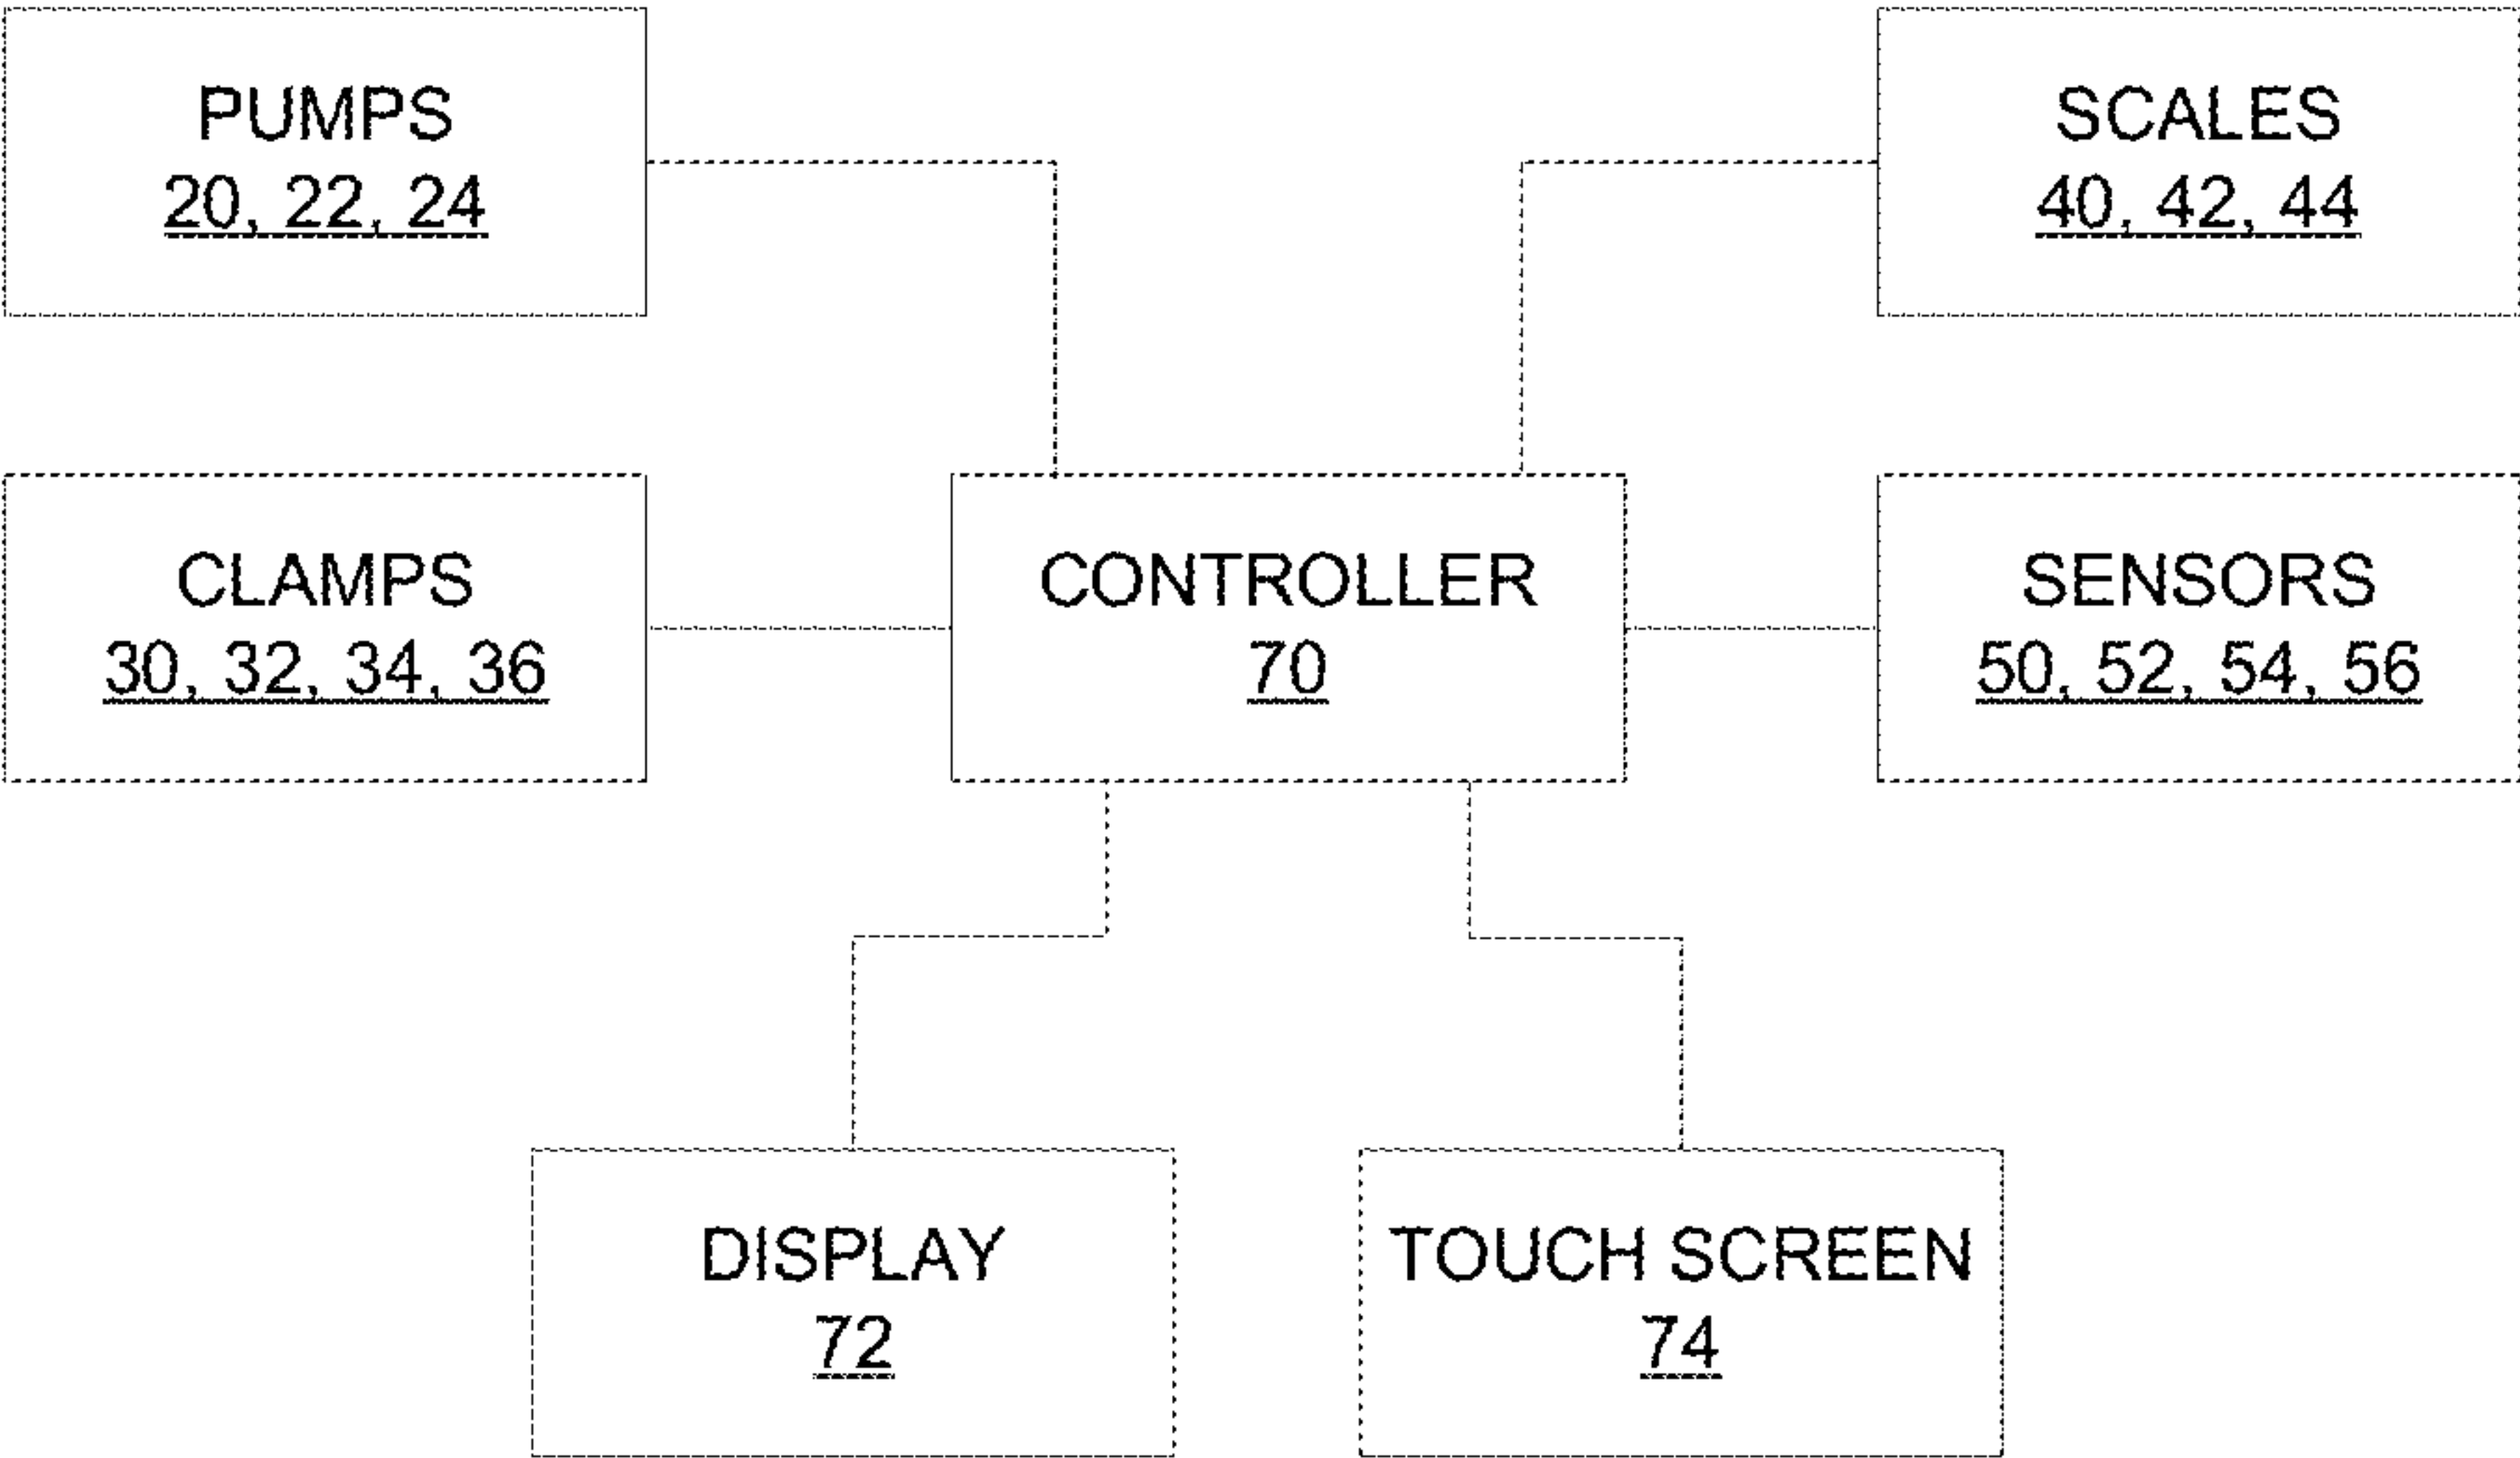 PUMPS
20, 22, 24
SCALES
40, 42, 44
CLAMPS
30, 32, 34, 36
CONTROLLER
70
SENSORS
50, 52, 54, 56
DISPLAY
72
TOUCH SCREEN
74